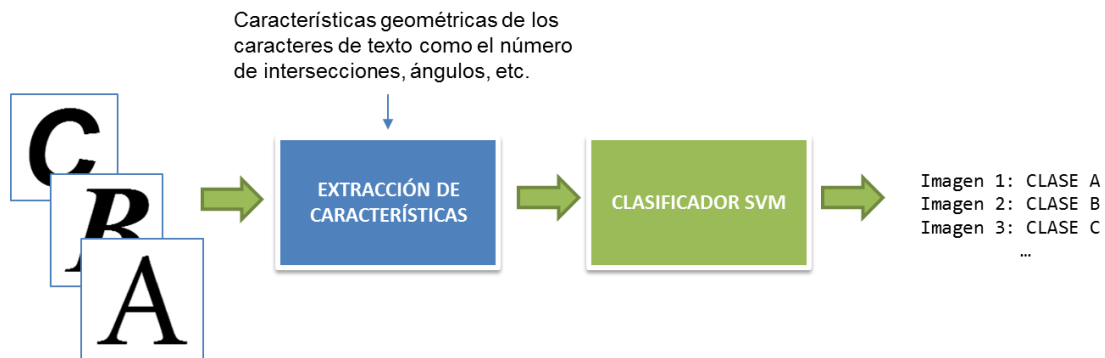 Características geométricas de los
caracteres de texto como el número
de intersecciones, ángulos, etc.
C
B
A
EXTRACCIÓN DE
CARACTERÍSTICAS
CLASIFICADOR SVM
Imagen 1: CLASE A
Imagen 2: CLASE B
Imagen 3: CLASE C
…